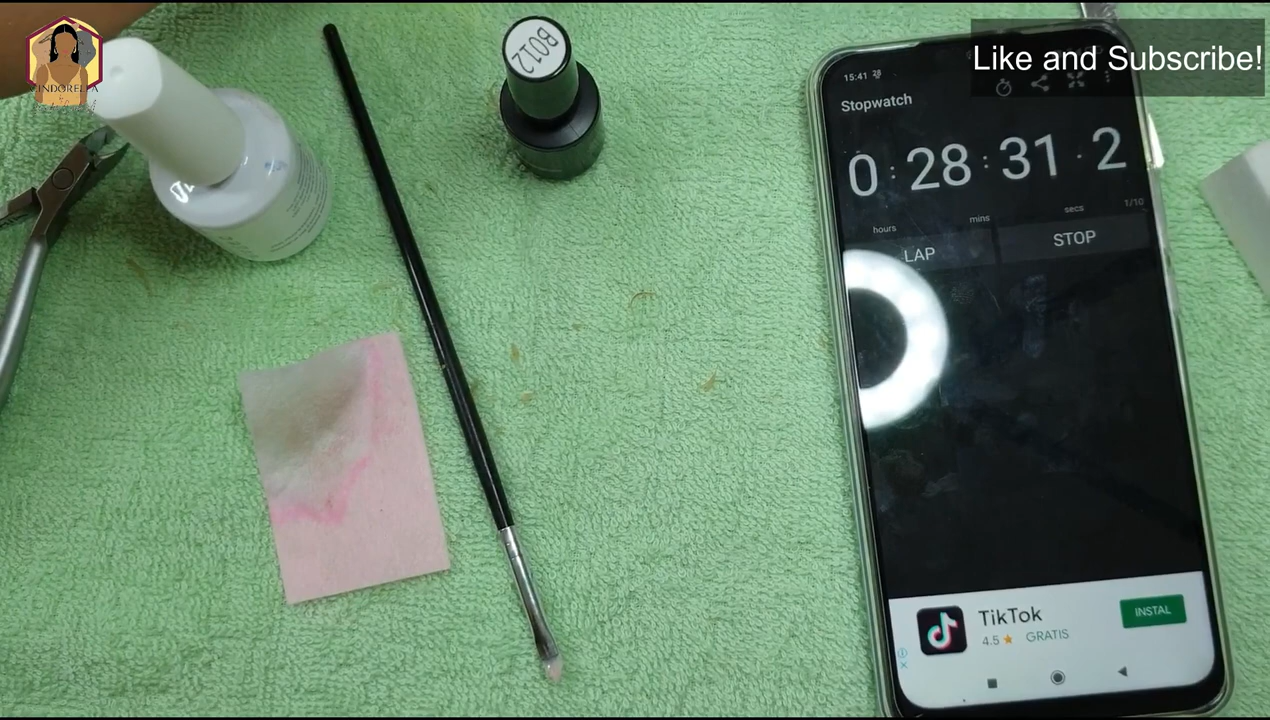 Like and Subscribe!
INDORELLA
B012
15:41
Stopwatch
0:28:31.2
hours mins secs 1/10
LAP STOP
TikTok
4.5 GRATIS
INSTAL